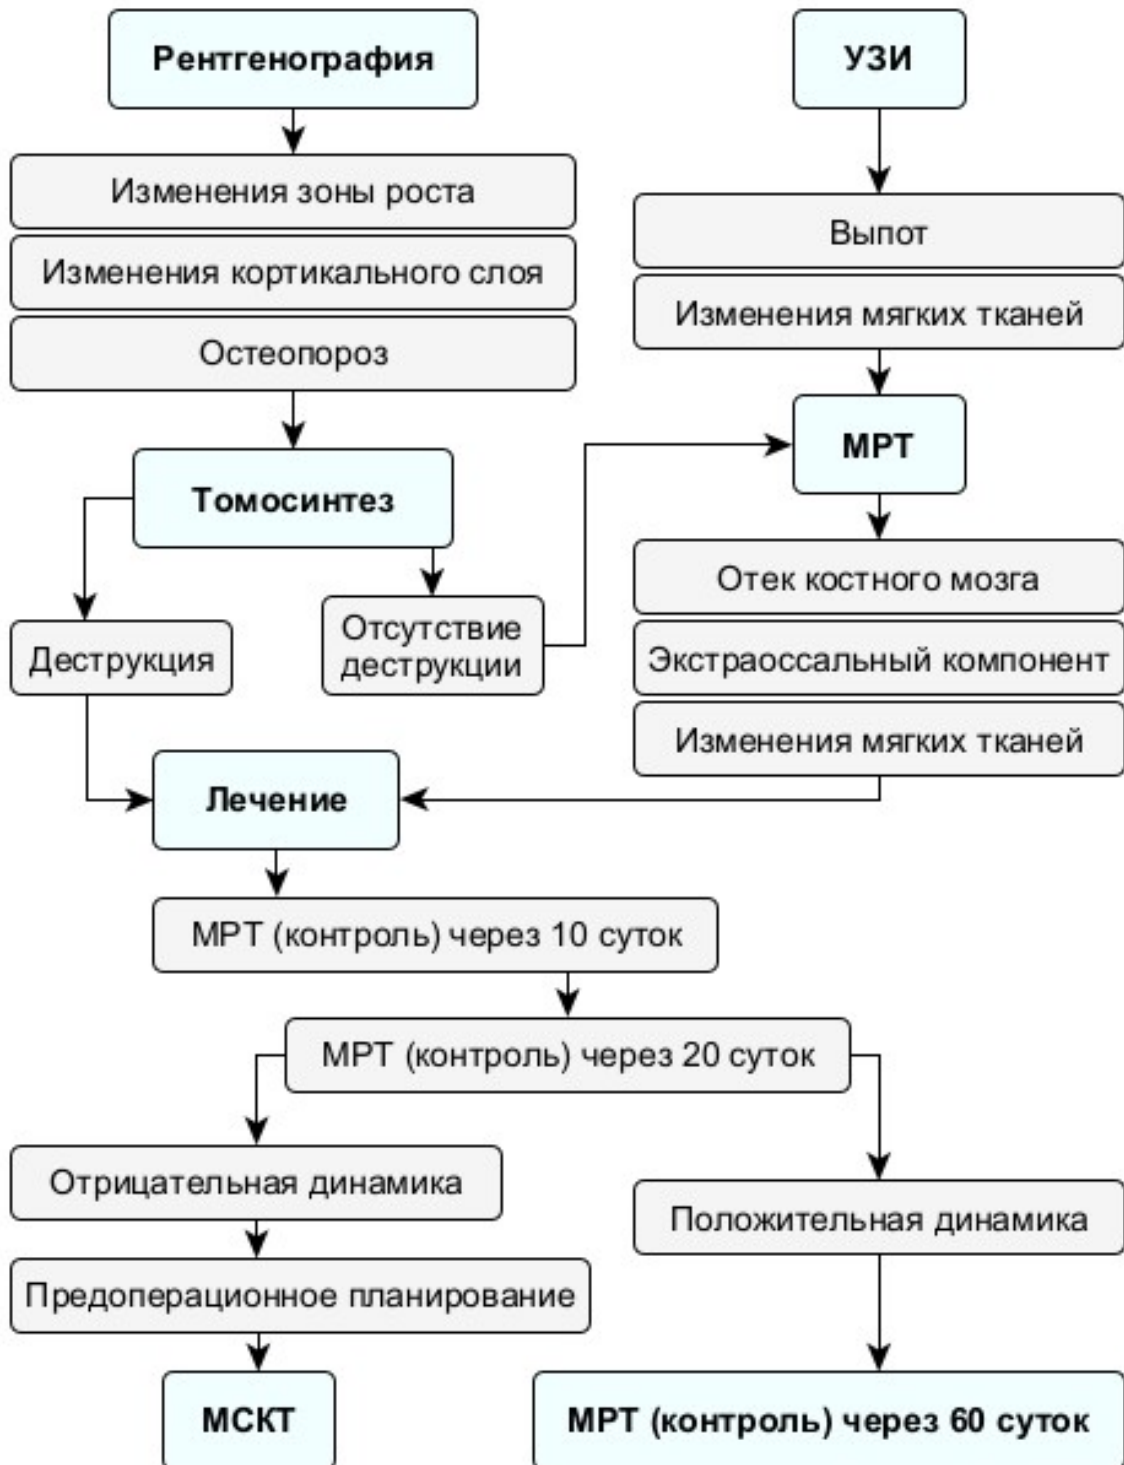 Рентгенография
УЗИ
Изменения зоны роста
Выпот
Изменения кортикального слоя
Изменения мягких тканей
Остеопороз
МРТ
Томосинтез
Отек костного мозга
Отсутствие
деструкции
Деструкция
Экстраоссальный компонент
Изменения мягких тканей
Лечение
МРТ (контроль) через 10 суток
МРТ (контроль) через 20 суток
Отрицательная динамика
Положительная динамика
Предоперационное планирование
МСКТ
МРТ (контроль) через 60 суток